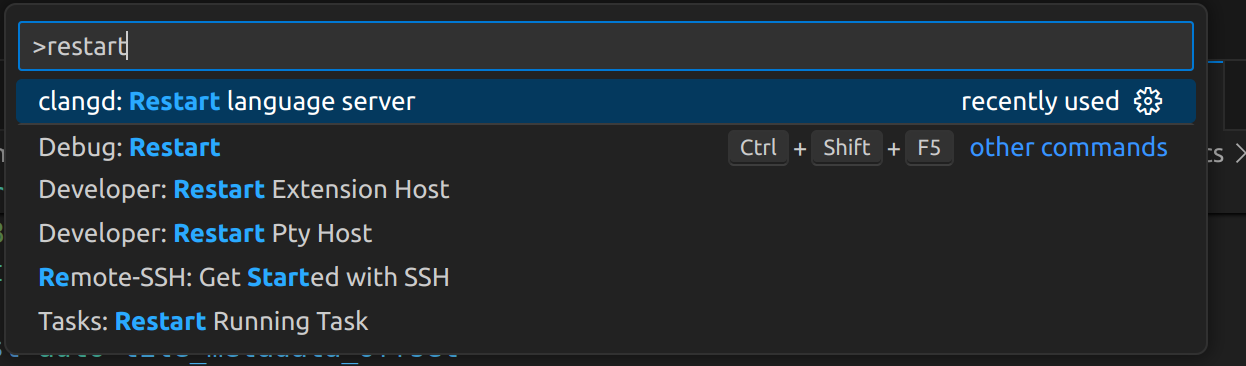 >restart
clangd: Restart language server recently used
Debug: Restart Ctrl + Shift + F5 other commands
Developer: Restart Extension Host
Developer: Restart Pty Host
Remote-SSH: Get Started with SSH
Tasks: Restart Running Task